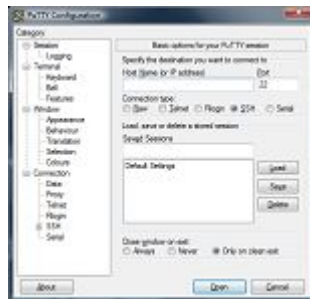 PuTTY Configuration
Category:
Session
Logging
Terminal
Keyboard
Bell
Features
Window
Appearance
Behaviour
Translation
Selection
Colours
Connection
Data
Proxy
Telnet
Rlogin
SSH
Serial
Basic options for your PuTTY session
Specify the destination you want to connect to
Host Name (or IP address)
Port
22
Connection type:
Raw Telnet Rlogin SSH Serial
Load, save or delete a stored session
Saved Sessions
Default Settings
Load
Save
Delete
Close window on exit:
Always Never Only on clean exit
About
Open
Cancel